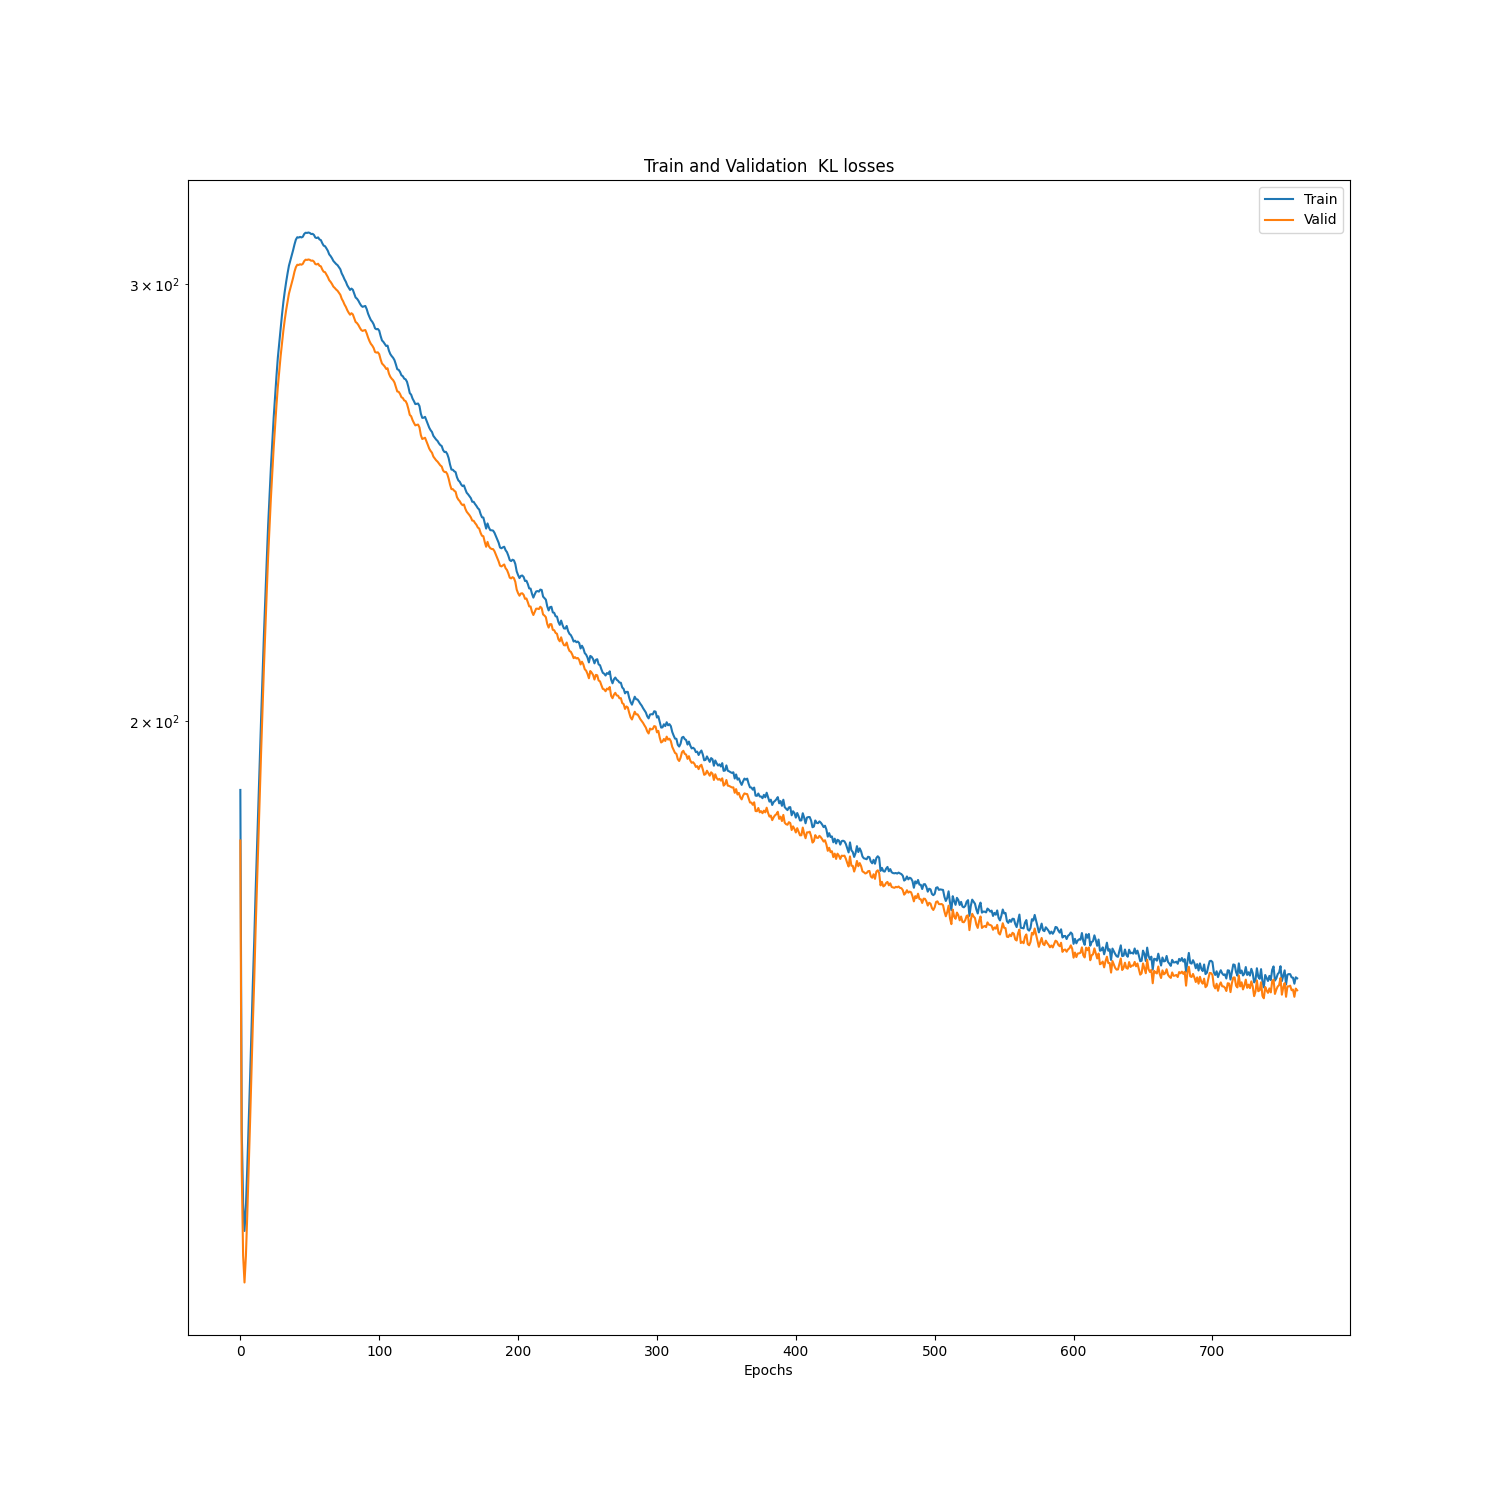 Train and Validation  KL losses
Train
Valid
3 × 10²
2 × 10²
0 100 200 300 400 500 600 700
Epochs